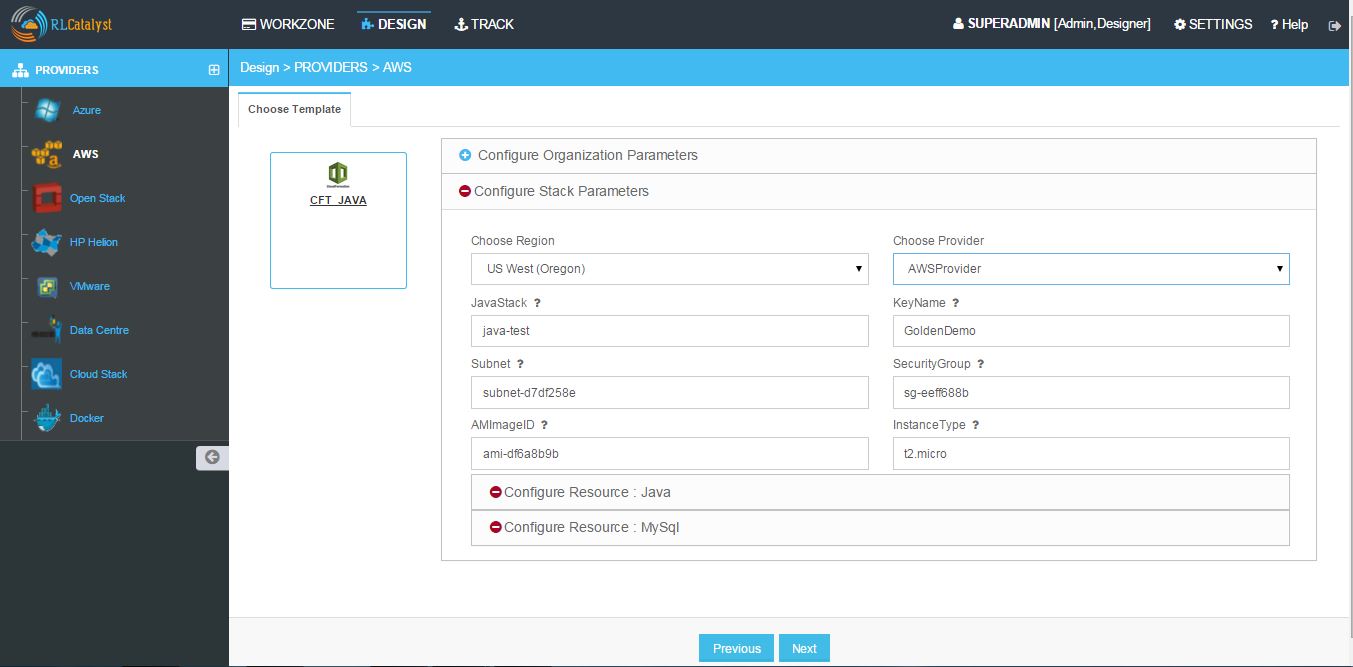 RLCatalyst
WORKZONE
DESIGN
TRACK
SUPERADMIN [Admin,Designer]
SETTINGS
? Help
PROVIDERS
Design > PROVIDERS > AWS
Azure
AWS
Open Stack
HP Helion
VMware
Data Centre
Cloud Stack
Docker
Choose Template
CFT_JAVA
Configure Organization Parameters
Configure Stack Parameters
Choose Region
US West (Oregon)
Choose Provider
AWSProvider
JavaStack ?
java-test
KeyName ?
GoldenDemo
Subnet ?
subnet-d7df258e
SecurityGroup ?
sg-eeff688b
AMImageID ?
ami-df6a8b9b
InstanceType ?
t2.micro
Configure Resource : Java
Configure Resource : MySql
Previous
Next